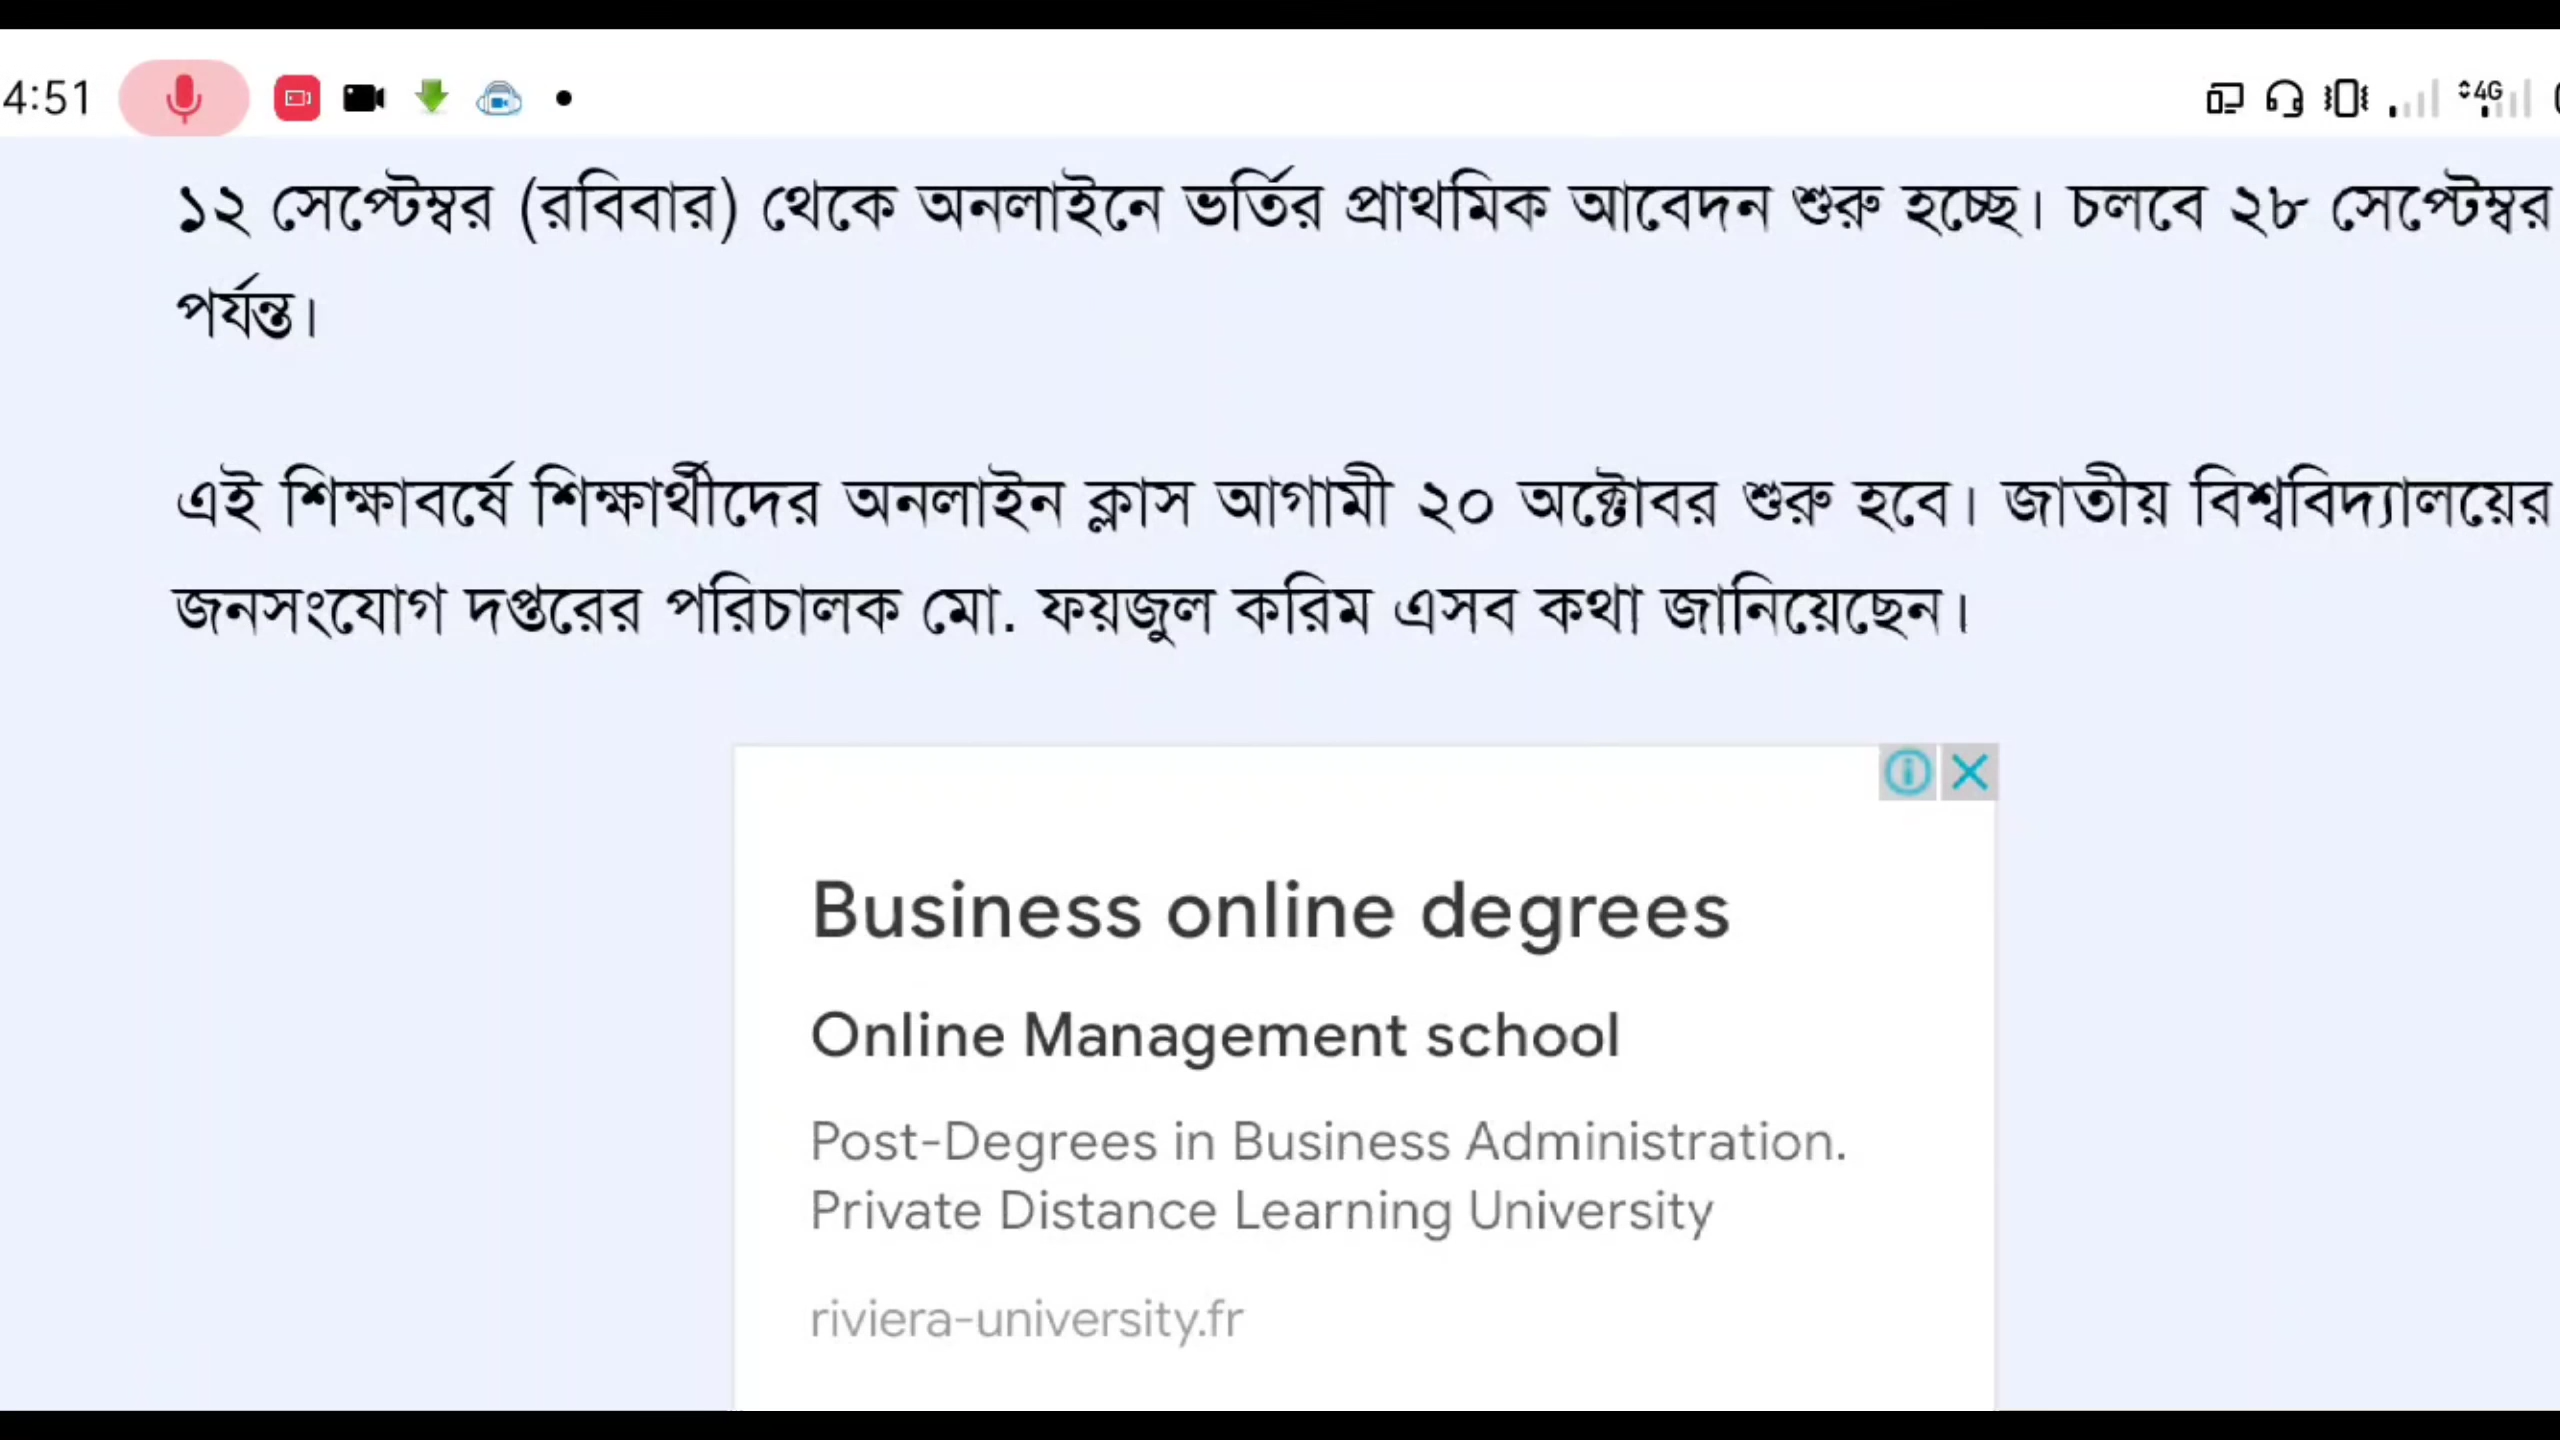 4:51
4G
১২ সেপ্টেম্বর (রবিবার) থেকে অনলাইনে ভর্তির প্রাথমিক আবেদন শুরু হচ্ছে। চলবে ২৮ সেপ্টেম্বর
পর্যন্ত।
এই শিক্ষাবর্ষে শিক্ষার্থীদের অনলাইন ক্লাস আগামী ২০ অক্টোবর শুরু হবে। জাতীয় বিশ্ববিদ্যালয়ের
জনসংযোগ দপ্তরের পরিচালক মো. ফয়জুল করিম এসব কথা জানিয়েছেন।
Business online degrees
Online Management school
Post-Degrees in Business Administration.
Private Distance Learning University
riviera-university.fr